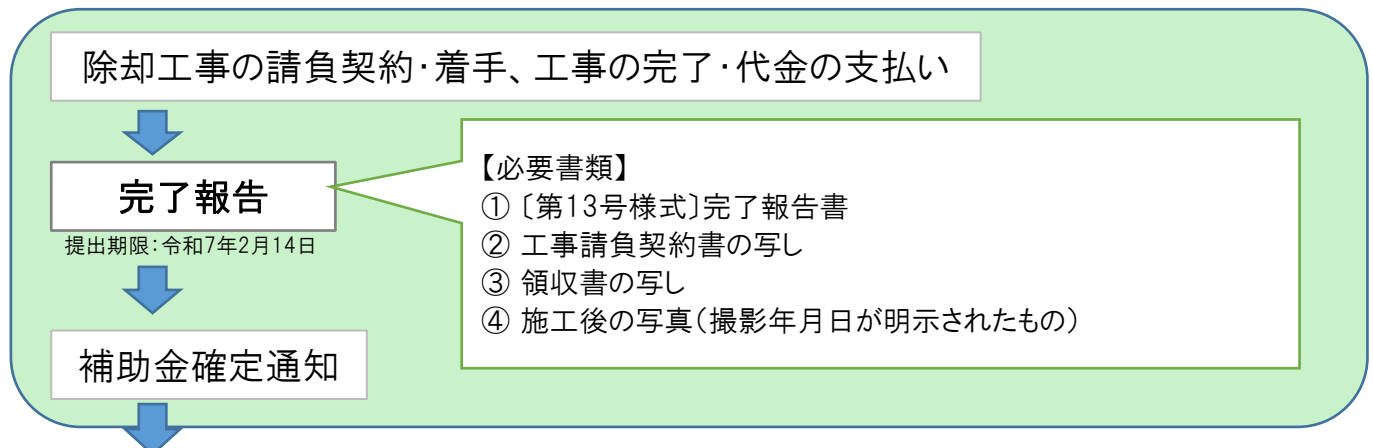 除却工事の請負契約・着手、工事の完了・代金の支払い
完了報告
提出期限：令和7年2月14日
【必要書類】
① 〔第13号様式〕完了報告書
② 工事請負契約書の写し
③ 領収書の写し
④ 施工後の写真（撮影年月日が明示されたもの）
補助金確定通知